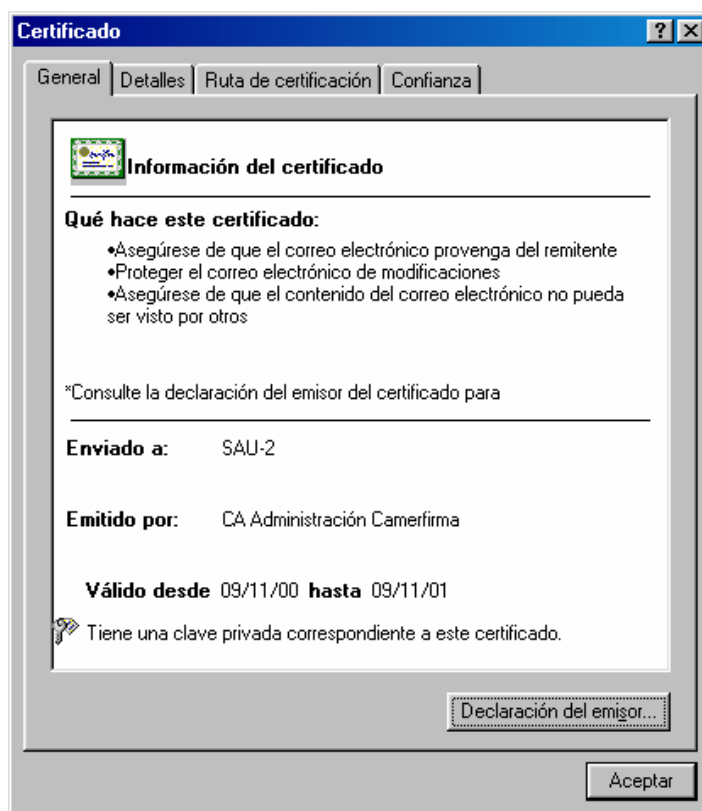 Certificado
General Detalles Ruta de certificación Confianza
Información del certificado
Qué hace este certificado:
•Asegúrese de que el correo electrónico provenga del remitente
•Proteger el correo electrónico de modificaciones
•Asegúrese de que el contenido del correo electrónico no pueda
ser visto por otros
*Consulte la declaración del emisor del certificado para
Enviado a: SAU-2
Emitido por: CA Administración Camerfirma
Válido desde 09/11/00 hasta 09/11/01
Tiene una clave privada correspondiente a este certificado.
Declaración del emisor...
Aceptar